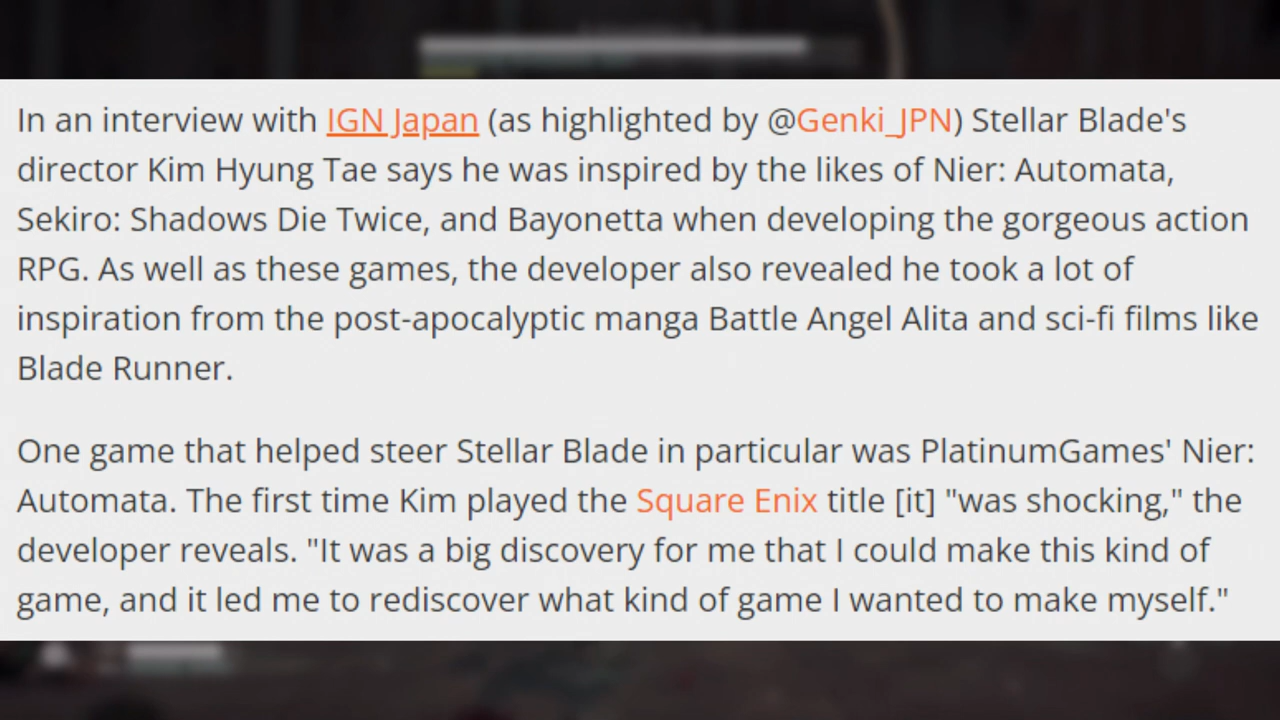 In an interview with IGN Japan (as highlighted by @Genki_JPN) Stellar Blade's
director Kim Hyung Tae says he was inspired by the likes of Nier: Automata,
Sekiro: Shadows Die Twice, and Bayonetta when developing the gorgeous action
RPG. As well as these games, the developer also revealed he took a lot of
inspiration from the post-apocalyptic manga Battle Angel Alita and sci-fi films like
Blade Runner.
One game that helped steer Stellar Blade in particular was PlatinumGames' Nier:
Automata. The first time Kim played the Square Enix title [it] "was shocking," the
developer reveals. "It was a big discovery for me that I could make this kind of
game, and it led me to rediscover what kind of game I wanted to make myself."